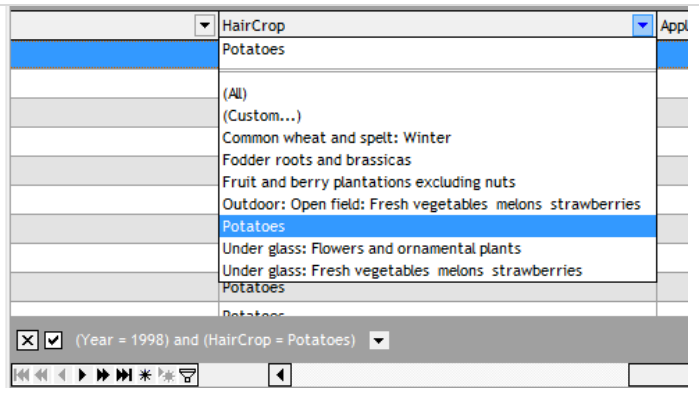 HairCrop
Appl
Potatoes
(All)
(Custom...)
Common wheat and spelt: Winter
Fodder roots and brassicas
Fruit and berry plantations excluding nuts
Outdoor: Open field: Fresh vegetables melons strawberries
Potatoes
Under glass: Flowers and ornamental plants
Under glass: Fresh vegetables melons strawberries
Potatoes
Potatoes
(Year = 1998) and (HairCrop = Potatoes)